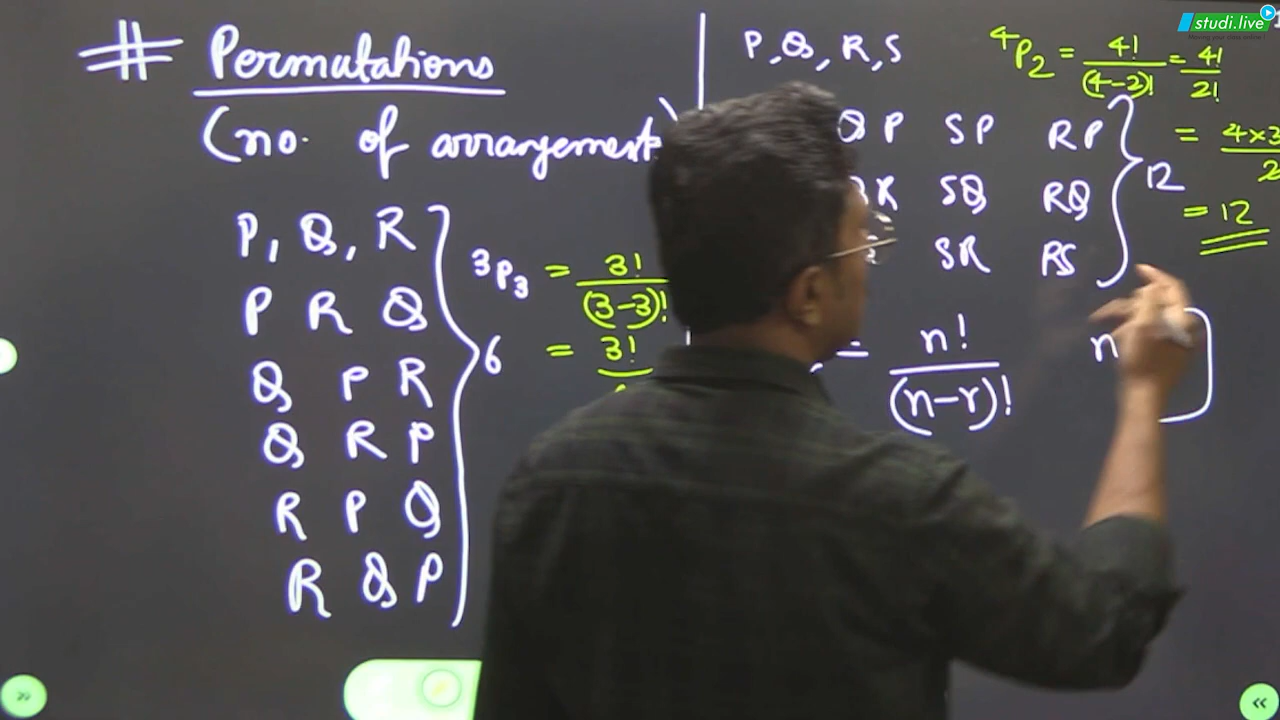 # Permutations
(no. of arrangement
P, Q, R
P R Q
Q P R
Q R P
R P Q
R Q P
6
³P₃ = 3!/(3-3)!
= 3!
P, Q, R, S
QP SP RP
SQ RQ
SR RS
12
⁴P₂ = 4!/(4-2)! = 4!/2!
= 4×3
= 12
= n!/(n-r)!
n
studi.live